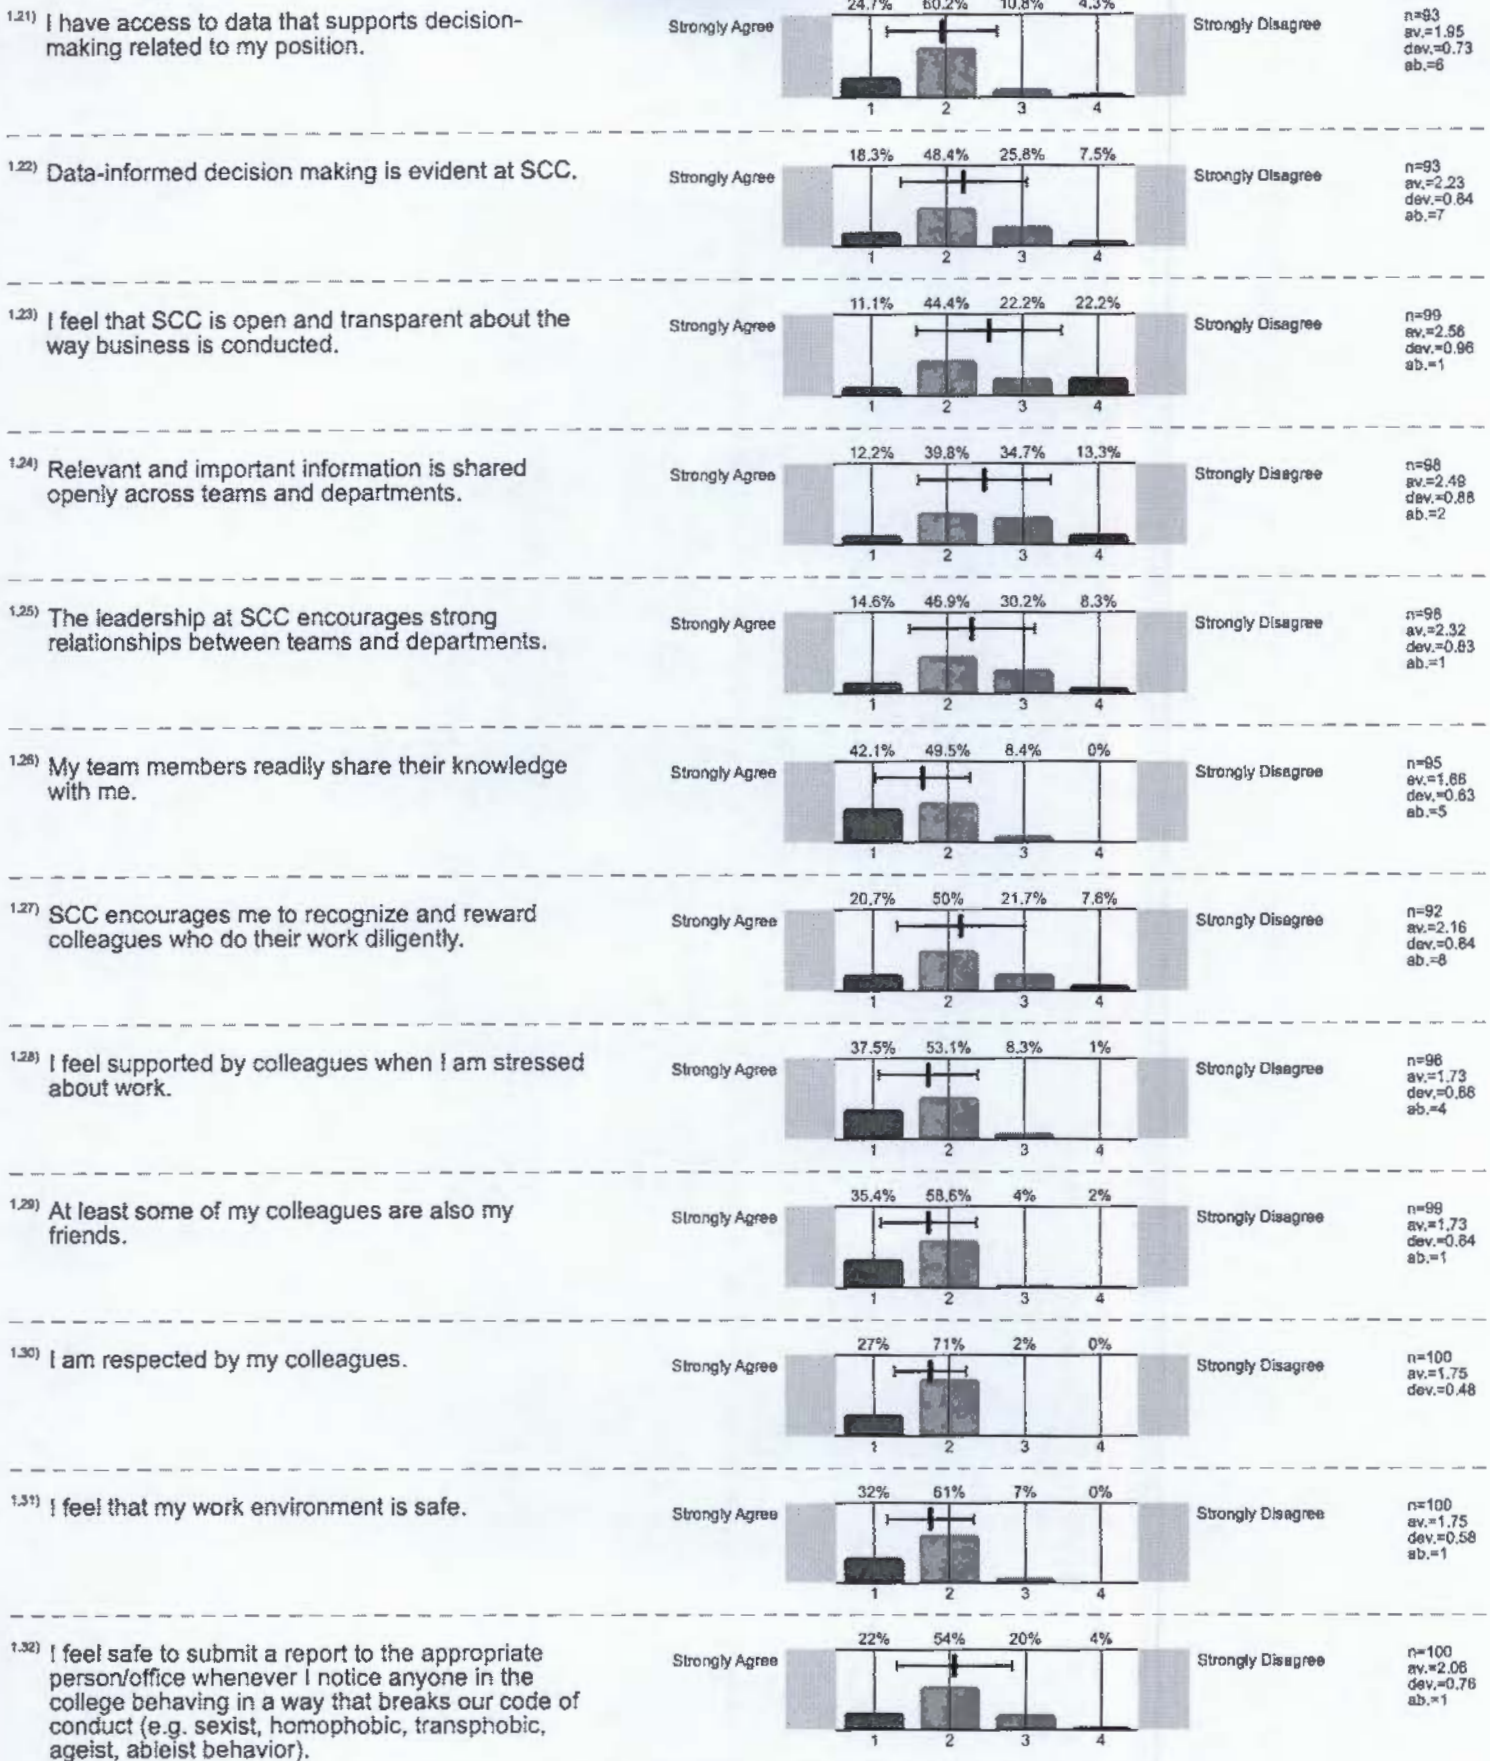 1.21) I have access to data that supports decision-
making related to my position.
Strongly Agree
24.7% 60.2% 10.8% 4.3%
1 2 3 4
Strongly Disagree
n=93
av.=1.95
dev.=0.73
ab.=6
1.22) Data-informed decision making is evident at SCC.
Strongly Agree
18.3% 48.4% 25.8% 7.5%
1 2 3 4
Strongly Disagree
n=93
av.=2.23
dev.=0.84
ab.=7
1.23) I feel that SCC is open and transparent about the
way business is conducted.
Strongly Agree
11.1% 44.4% 22.2% 22.2%
1 2 3 4
Strongly Disagree
n=99
av.=2.56
dev.=0.96
ab.=1
1.24) Relevant and important information is shared
openly across teams and departments.
Strongly Agree
12.2% 39.8% 34.7% 13.3%
1 2 3 4
Strongly Disagree
n=98
av.=2.49
dev.=0.88
ab.=2
1.25) The leadership at SCC encourages strong
relationships between teams and departments.
Strongly Agree
14.6% 46.9% 30.2% 8.3%
1 2 3 4
Strongly Disagree
av.=2.32
dev.=0.83
ab.=1
1.26) My team members readily share their knowledge
with me.
Strongly Agree
42.1% 49.5% 8.4% 0%
1 2 3 4
Strongly Disagree
n=95
av.=1.66
dev.=0.63
ab.=5
1.27) SCC encourages me to recognize and reward
colleagues who do their work diligently.
Strongly Agree
20.7% 50% 21.7% 7.6%
1 2 3 4
Strongly Disagree
n=92
av.=2.16
dev.=0.84
ab.=8
1.28) I feel supported by colleagues when I am stressed
about work.
Strongly Agree
37.5% 53.1% 8.3% 1%
1 2 3 4
Strongly Disagree
av.=1.73
ab.=4
1.29) At least some of my colleagues are also my
friends.
Strongly Agree
35.4% 58.6% 4% 2%
1 2 3 4
Strongly Disagree
n=99
av.=1.73
dev.=0.64
ab.=1
1.30) I am respected by my colleagues.
Strongly Agree
27% 71% 2% 0%
1 2 3 4
Strongly Disagree
n=100
av.=1.75
dev.=0.48
1.31) I feel that my work environment is safe.
Strongly Agree
32% 61% 7% 0%
1 2 3 4
Strongly Disagree
n=100
av.=1.75
dev.=0.58
ab.=1
1.32) I feel safe to submit a report to the appropriate
person/office whenever I notice anyone in the
college behaving in a way that breaks our code of
conduct (e.g. sexist, homophobic, transphobic,
ageist, ableist behavior).
Strongly Agree
22% 54% 20% 4%
1 2 3 4
Strongly Disagree
n=100
av.=2.06
dev.=0.76
ab.=1